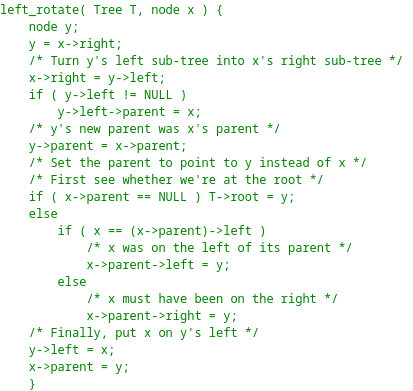 left_rotate( Tree T, node x ) {
    node y;
    y = x->right;
    /* Turn y's left sub-tree into x's right sub-tree */
    x->right = y->left;
    if ( y->left != NULL )
        y->left->parent = x;
    /* y's new parent was x's parent */
    y->parent = x->parent;
    /* Set the parent to point to y instead of x */
    /* First see whether we're at the root */
    if ( x->parent == NULL ) T->root = y;
    else
        if ( x == (x->parent)->left )
            /* x was on the left of its parent */
            x->parent->left = y;
        else
            /* x must have been on the right */
            x->parent->right = y;
    /* Finally, put x on y's left */
    y->left = x;
    x->parent = y;
    }